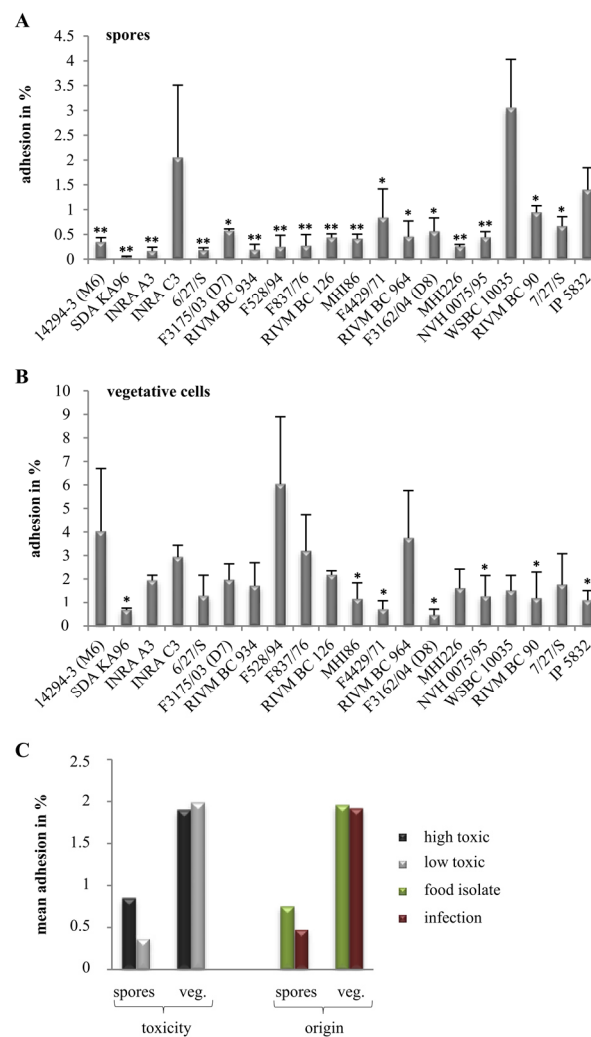 A
spores
adhesion in %
4.5
4
3.5
3
2.5
2
1.5
1
0.5
0
** ** ** ** * ** ** ** ** ** * * * ** ** * *
14294-3 (M6)
SDA KA96
INRA A3
INRA C3
6/27/S
F3175/03 (D7)
RIVM BC 934
F528/94
F837/76
RIVM BC 126
MHI86
F4429/71
RIVM BC 964
F3162/04 (D8)
MHI226
NVH 0075/95
WSBC 10035
RIVM BC 90
7/27/S
IP 5832
B
vegetative cells
adhesion in %
10
9
8
7
6
5
4
3
2
1
0
* * * * * * *
14294-3 (M6)
SDA KA96
INRA A3
INRA C3
6/27/S
F3175/03 (D7)
RIVM BC 934
F528/94
F837/76
RIVM BC 126
MHI86
F4429/71
RIVM BC 964
F3162/04 (D8)
MHI226
NVH 0075/95
WSBC 10035
RIVM BC 90
7/27/S
IP 5832
C
mean adhesion in %
2.5
2
1.5
1
0.5
0
spores veg. spores veg.
toxicity origin
high toxic
low toxic
food isolate
infection